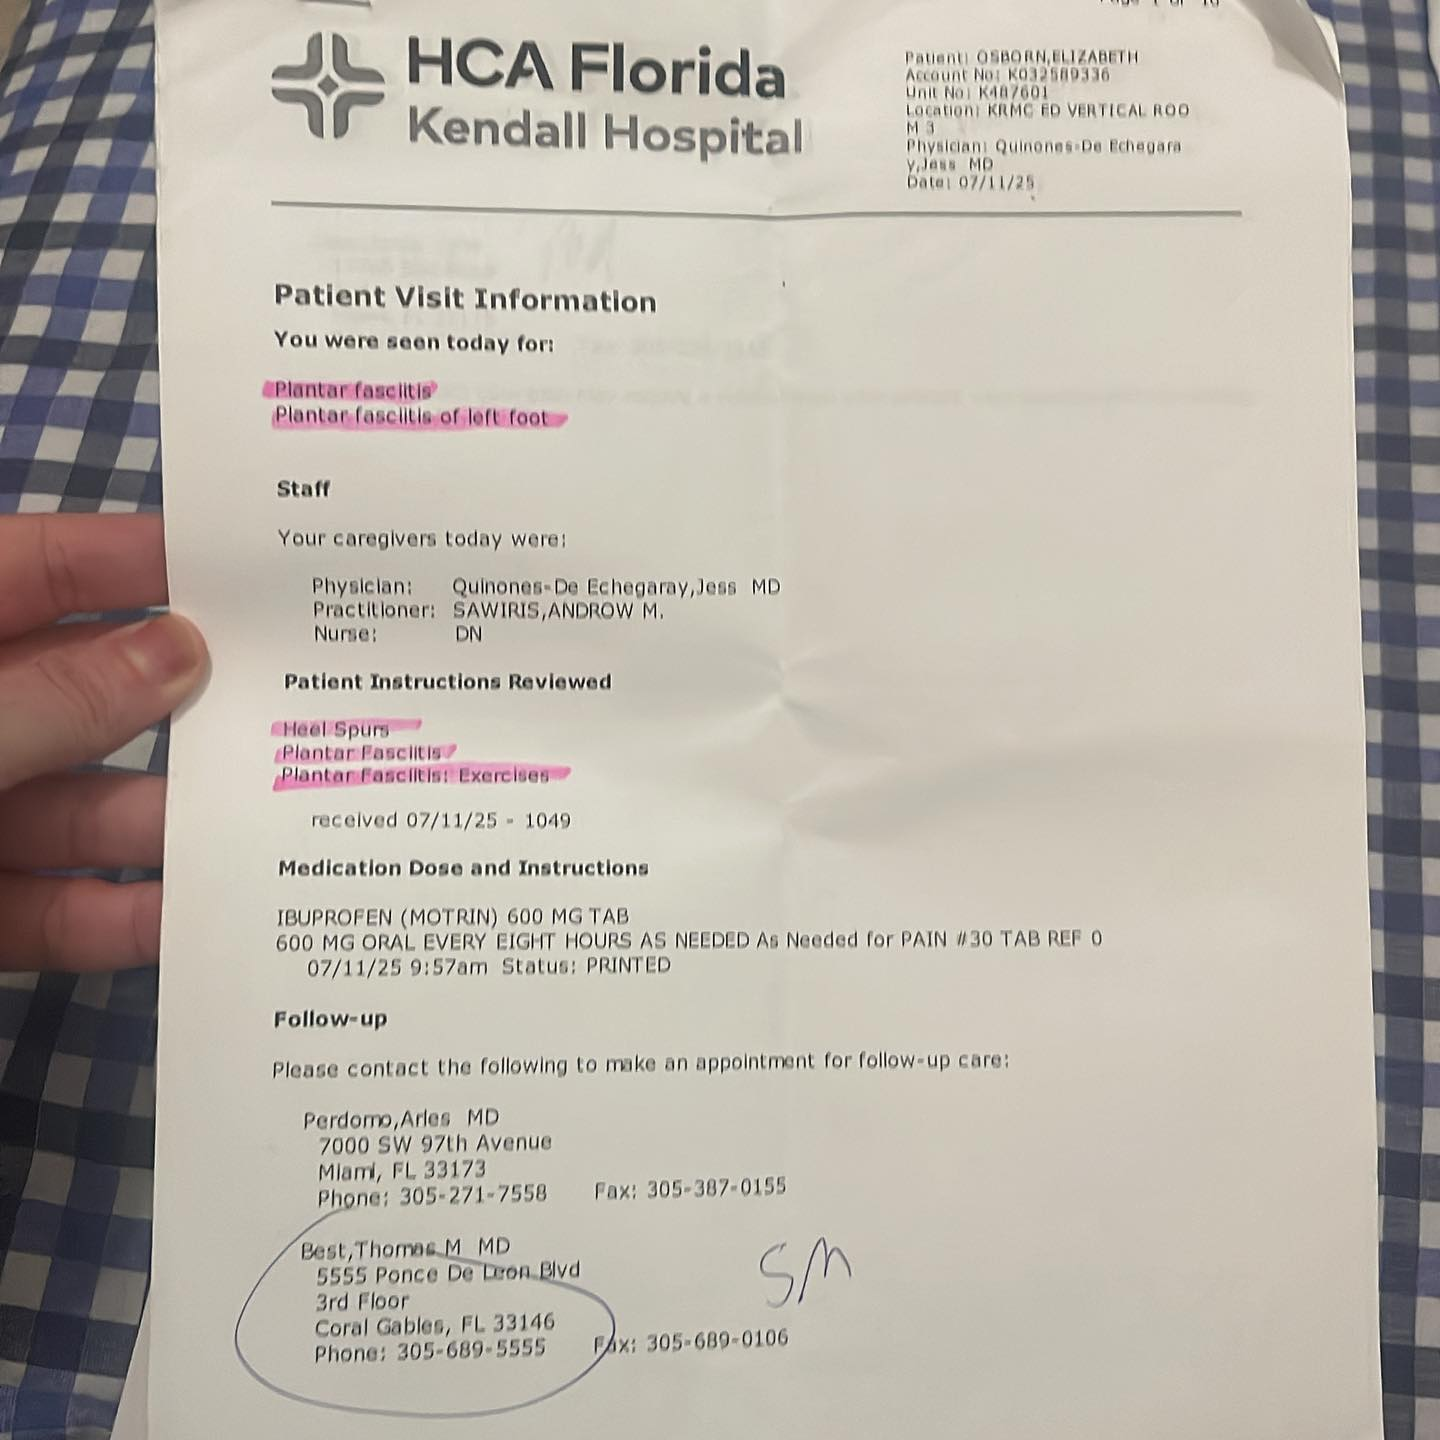 HCA Florida
Kendall Hospital
Patient: OSBORN,ELIZABETH
Account No: K032589336
Unit No: K487601
Location: KRMC ED VERTICAL ROO
M 3
Physician: Quinones-De Echegara
y,Jess MD
Date: 07/11/25
Patient Visit Information
You were seen today for:
Plantar fasciitis
Plantar fasciitis of left foot
Staff
Your caregivers today were:
Physician: Quinones-De Echegaray,Jess MD
Practitioner: SAWIRIS,ANDROW M.
Nurse: DN
Patient Instructions Reviewed
Heel Spurs
Plantar Fasciitis
Plantar Fasciitis: Exercises
received 07/11/25 - 1049
Medication Dose and Instructions
IBUPROFEN (MOTRIN) 600 MG TAB
600 MG ORAL EVERY EIGHT HOURS AS NEEDED As Needed for PAIN #30 TAB REF 0
07/11/25 9:57am Status: PRINTED
Follow-up
Please contact the following to make an appointment for follow-up care:
Perdomo,Arles MD
7000 SW 97th Avenue
Miami, FL 33173
Phone: 305-271-7558 Fax: 305-387-0155
Best,Thomas M MD
5555 Ponce De Leon Blvd
3rd Floor
Coral Gables, FL 33146
Phone: 305-689-5555 Fax: 305-689-0106
SM